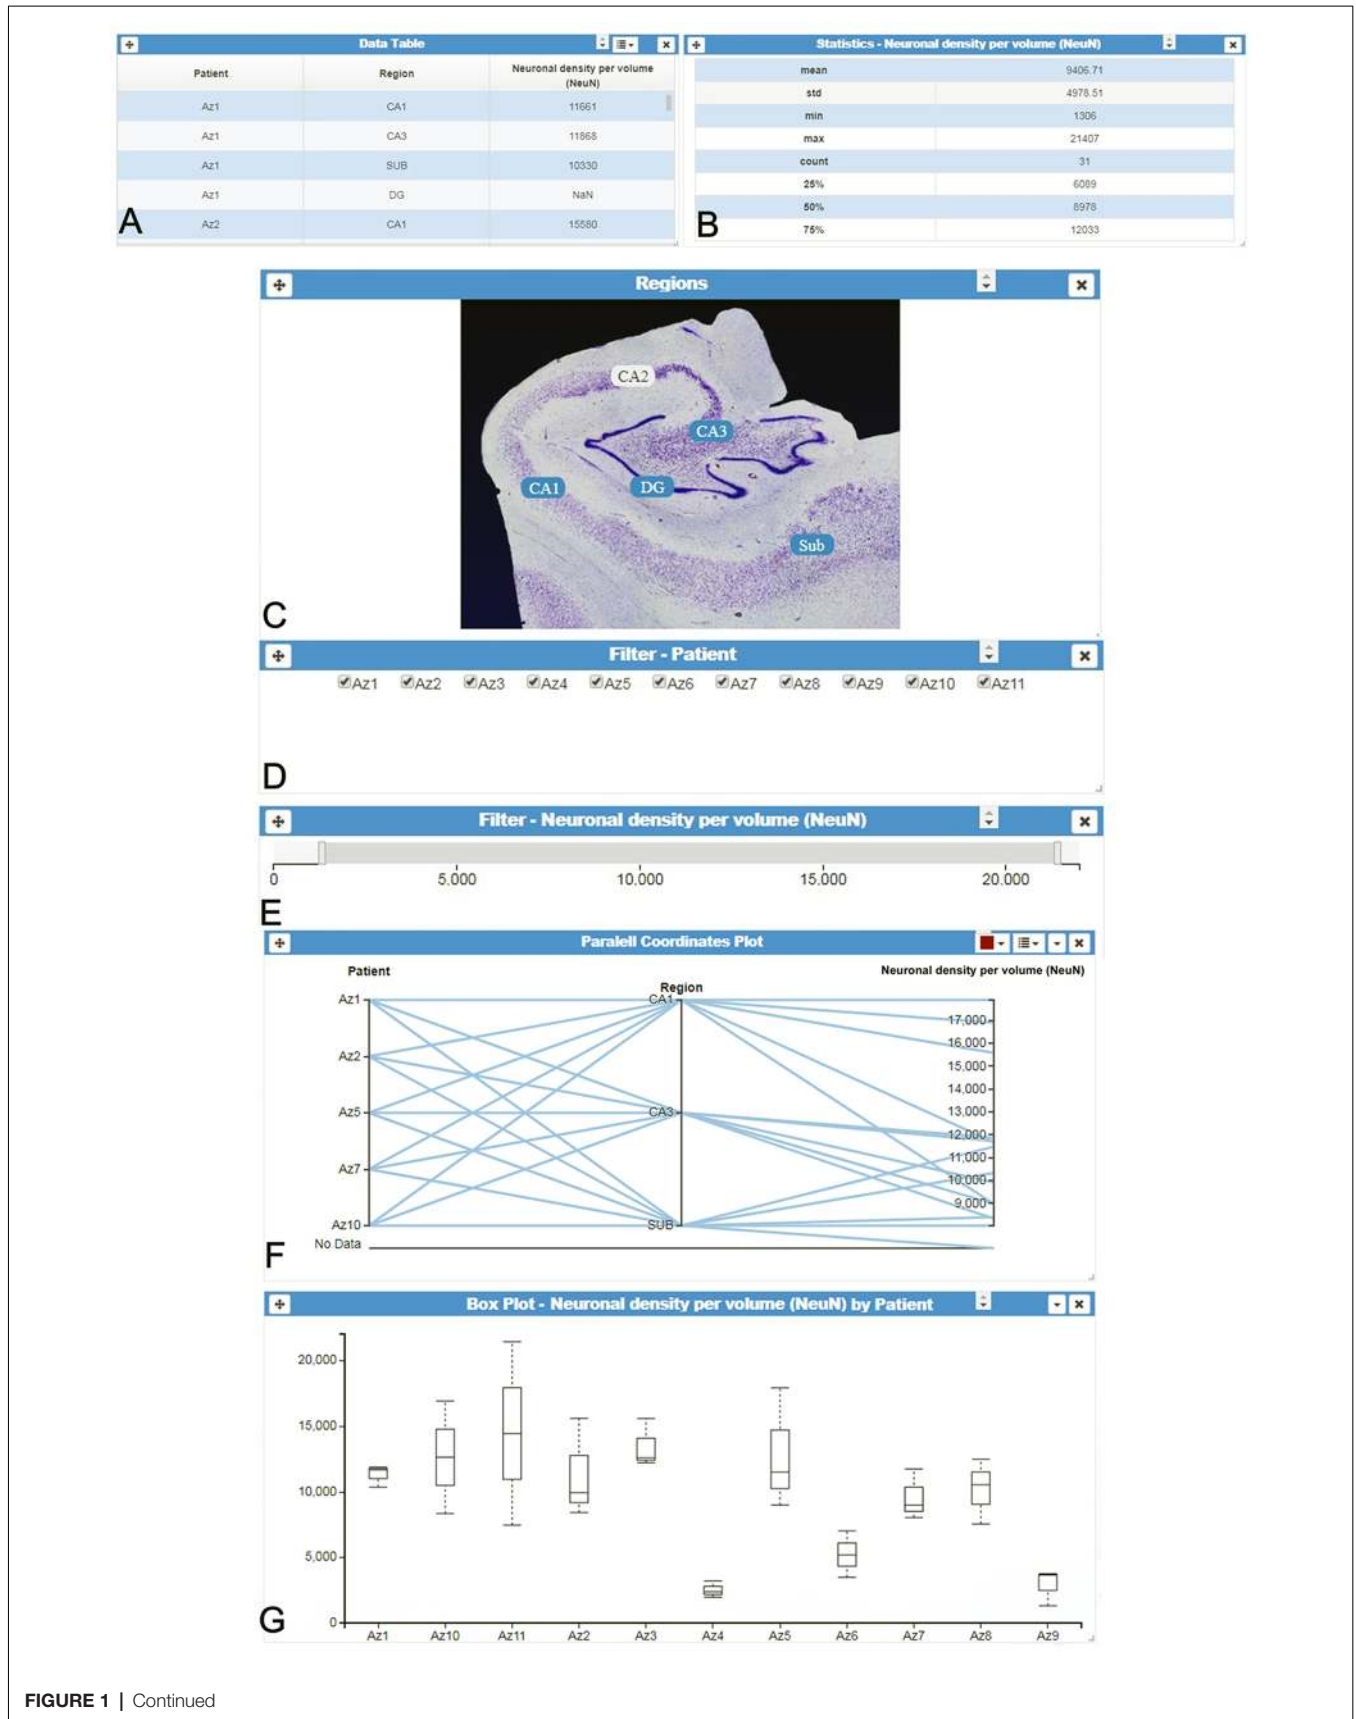 Data Table
Patient Region Neuronal density per volume (NeuN)
Az1 CA1 11661
Az1 CA3 11868
Az1 SUB 10330
Az1 DG NaN
Az2 CA1 15580
A
Statistics - Neuronal density per volume (NeuN)
mean 9406.71
std 4978.51
min 1306
max 21407
count 31
25% 6089
50% 8978
75% 12033
B
Regions
CA2
CA3
CA1
DG
Sub
C
Filter - Patient
Az1 Az2 Az3 Az4 Az5 Az6 Az7 Az8 Az9 Az10 Az11
D
Filter - Neuronal density per volume (NeuN)
0 5.000 10.000 15.000 20.000
E
Paralell Coordinates Plot
Patient
Region
Neuronal density per volume (NeuN)
Az1
Az2
Az5
Az7
Az10
No Data
CA1
CA3
SUB
17,000
16,000
15,000
14,000
13,000
12,000
11,000
10,000
9,000
F
Box Plot - Neuronal density per volume (NeuN) by Patient
20,000
15,000
10,000
5,000
0
Az1 Az10 Az11 Az2 Az3 Az4 Az5 Az6 Az7 Az8 Az9
G
FIGURE 1 | Continued